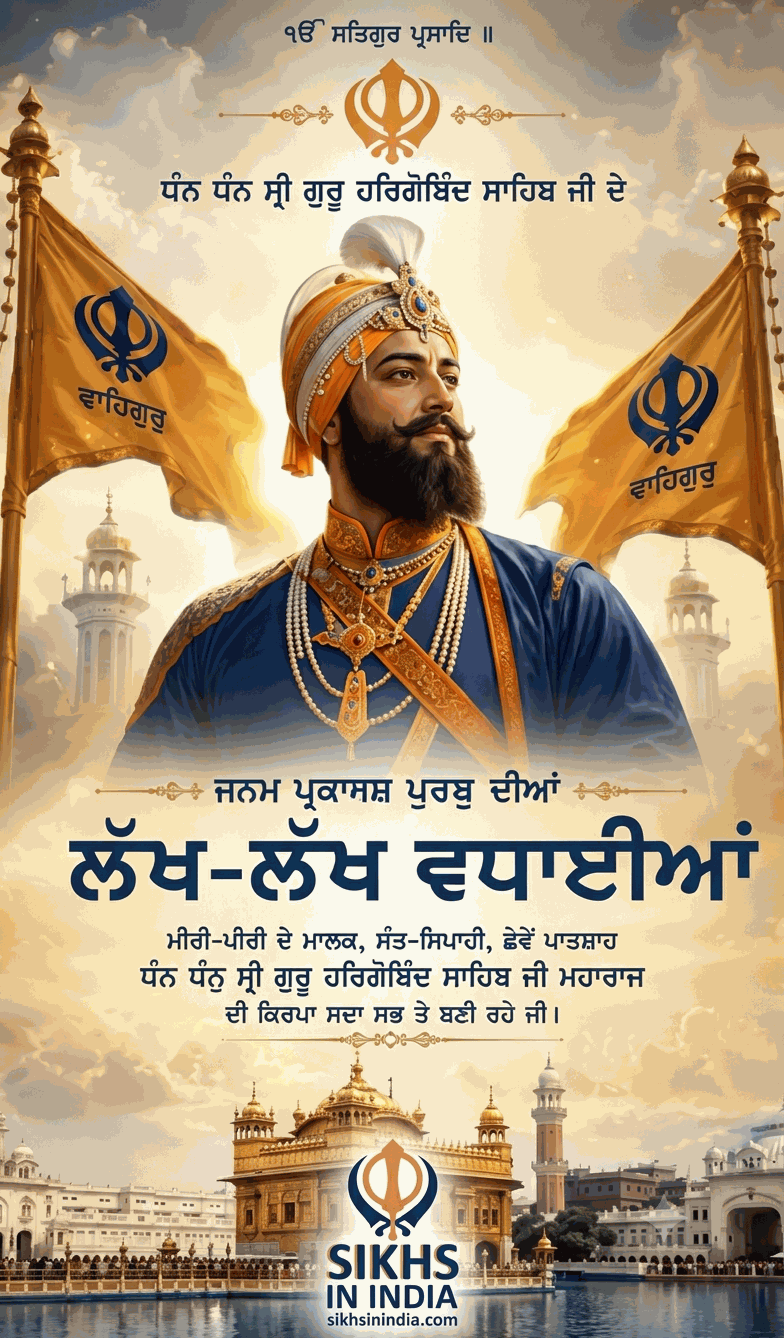 ੴ ਸਤਿਗੁਰ ਪ੍ਰਸਾਦਿ ॥
ਧੰਨ ਧੰਨ ਸ੍ਰੀ ਗੁਰੂ ਹਰਿਗੋਬਿੰਦ ਸਾਹਿਬ ਜੀ ਦੇ
ਵਾਹਿਗੁਰੂ
ਵਾਹਿਗੁਰੂ
ਜਨਮ ਪ੍ਰਕਾਸਸ਼ ਪੁਰਬੁ ਦੀਆਂ
ਲੱਖ-ਲੱਖ ਵਧਾਈਆਂ
ਮੀਰੀ-ਪੀਰੀ ਦੇ ਮਾਲਕ, ਸੰਤ-ਸਿਪਾਹੀ, ਛੇਵੇਂ ਪਾਤਸ਼ਾਹ
ਧੰਨ ਧੰਨੁ ਸ੍ਰੀ ਗੁਰੂ ਹਰਿਗੋਬਿੰਦ ਸਾਹਿਬ ਜੀ ਮਹਾਰਾਜ
ਦੀ ਕਿਰਪਾ ਸਦਾ ਸਭ ਤੇ ਬਣੀ ਰਹੇ ਜੀ।
SIKHS
IN INDIA
sikhsinindia.com